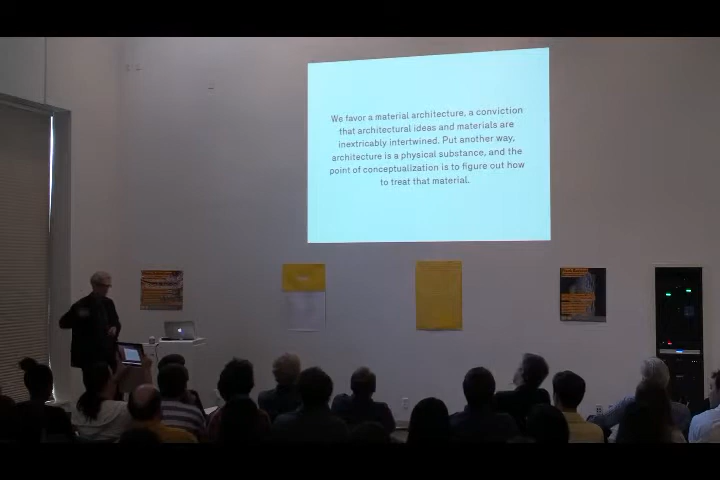 We favor a material architecture, a conviction
that architectural ideas and materials are
inextricably intertwined. Put another way,
architecture is a physical substance, and the
point of conceptualization is to figure out how
to treat that material.